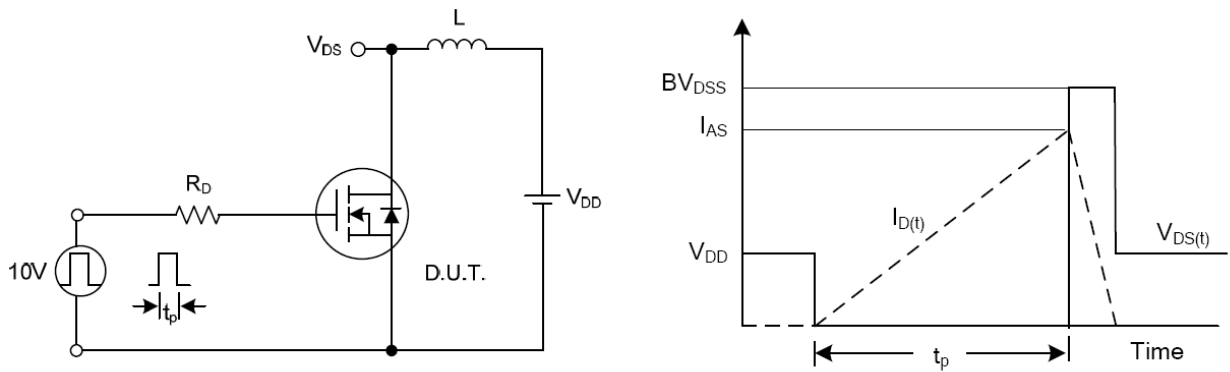 L
V_DS
R_D
V_DD
10V
t_p
D.U.T.
BV_DSS
I_AS
I_D(t)
V_DD
V_DS(t)
t_p
Time